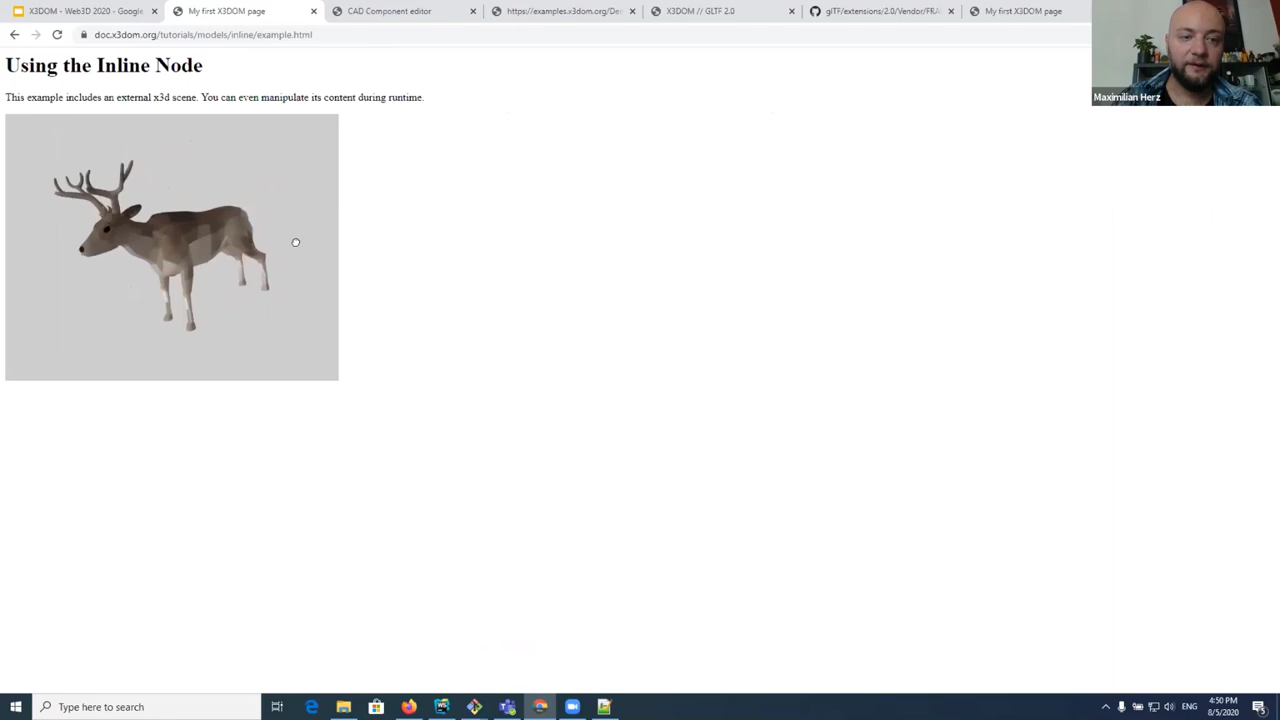 X3DOM - Web3D 2020 - Google
My first X3DOM page
CAD Component editor
https://examples.x3dom.org/De
X3DOM // GLTF 2.0
glTF/extensions/2.0/Vendor/FRA
My first X3DOM page
doc.x3dom.org/tutorials/models/inline/example.html
Using the Inline Node
This example includes an external x3d scene. You can even manipulate its content during runtime.
Maximilian Herz
Type here to search
ENG
4:50 PM
8/5/2020